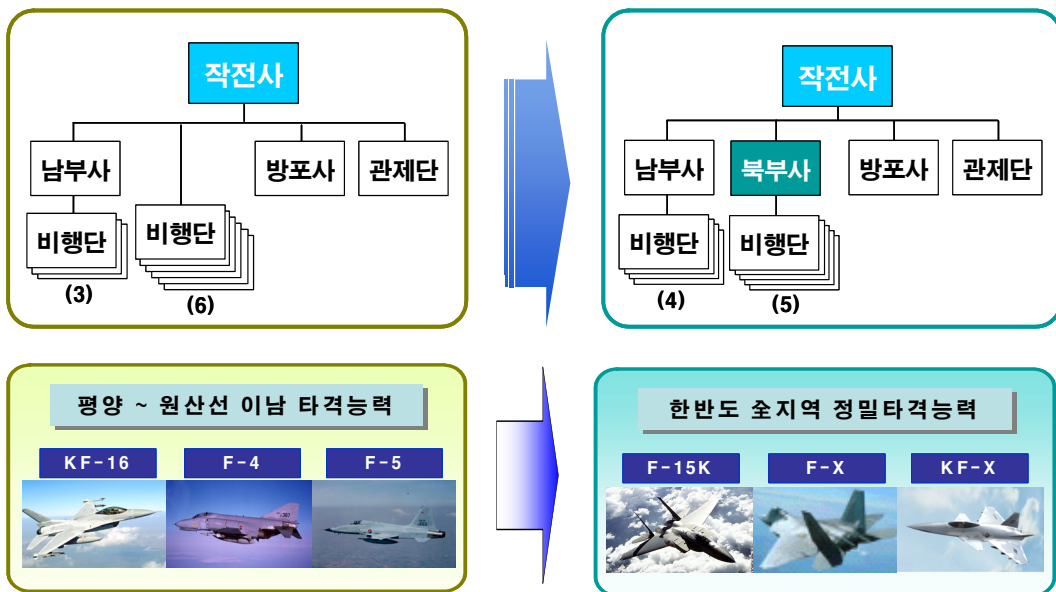 작전사
남부사
방포사
관제단
비행단
비행단
(3)
(6)
작전사
남부사
북부사
방포사
관제단
비행단
비행단
(4)
(5)
평양 ~ 원산선 이남 타격능력
KF-16
F-4
F-5
한반도 全지역 정밀타격능력
F-15K
F-X
KF-X